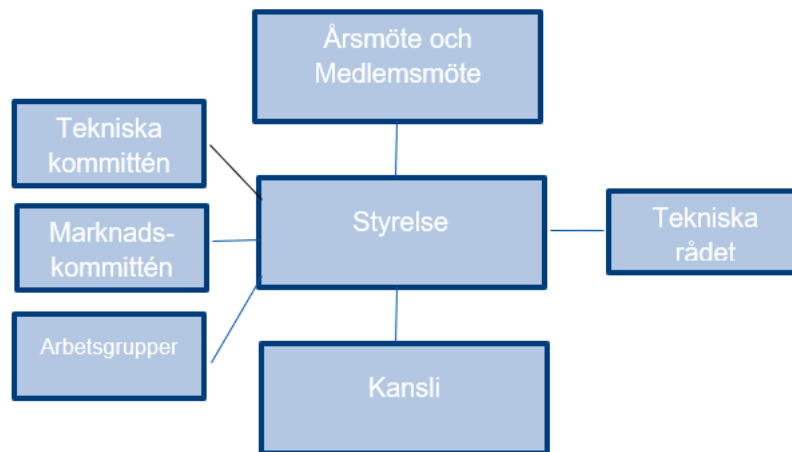 Årsmöte och
Medlemsmöte
Tekniska
kommittén
Styrelse
Marknads-
kommittén
Tekniska
rådet
Arbetsgrupper
Kansli